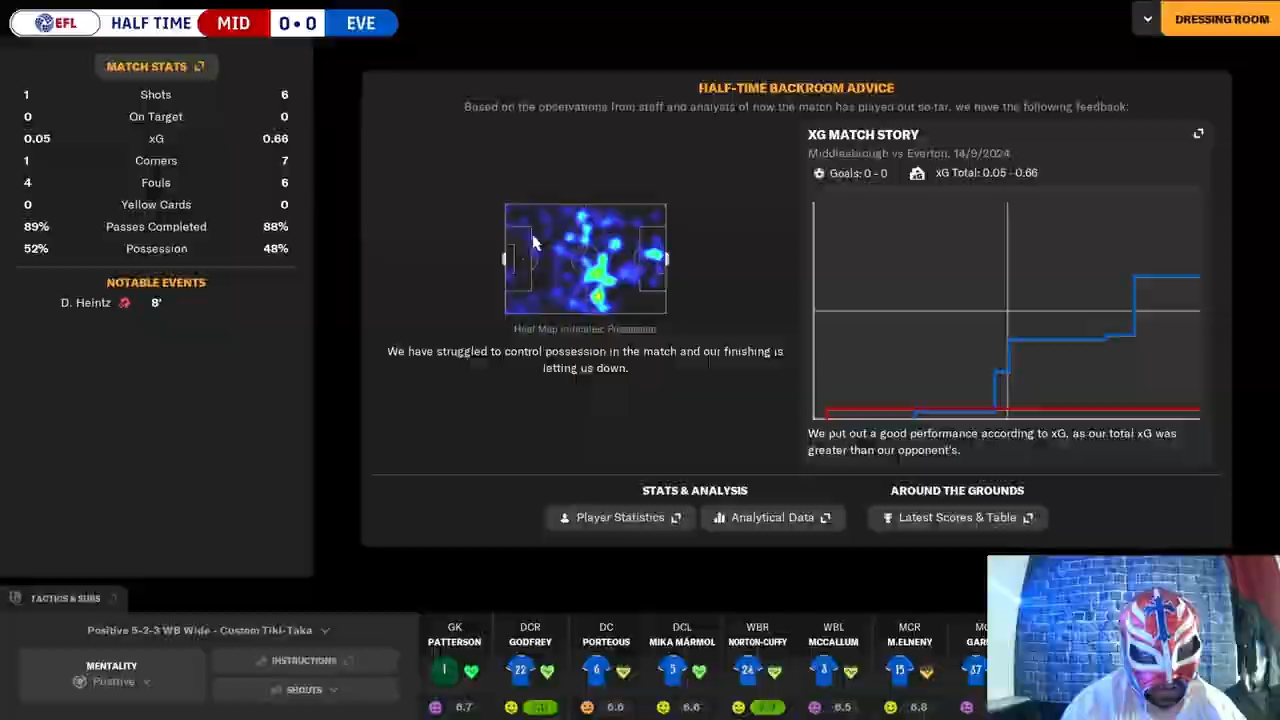 EFL HALF TIME MID 0 • 0 EVE
DRESSING ROOM
MATCH STATS
1 Shots 6
0 On Target 0
0.05 xG 0.66
1 Corners 7
4 Fouls 6
0 Yellow Cards 0
89% Passes Completed 88%
52% Possession 48%
NOTABLE EVENTS
D. Heintz 8'
HALF-TIME BACKROOM ADVICE
Based on the observations from staff and analysis of how the match has played out so far, we have the following feedback:
Heat Map Indicates: Possession
We have struggled to control possession in the match and our finishing is
letting us down.
XG MATCH STORY
Middlesbrough vs Everton, 14/9/2024
Goals: 0 - 0 xG Total: 0.05 - 0.66
We put out a good performance according to xG, as our total xG was
greater than our opponent's.
STATS & ANALYSIS
Player Statistics
Analytical Data
AROUND THE GROUNDS
Latest Scores & Table
TACTICS & SUBS
Positive 5-2-3 WB Wide - Custom Tiki-Taka
MENTALITY
Positive
INSTRUCTIONS
SHOUTS
GK DCR DC DCL WBR WBL MCR
PATTERSON GODFREY PORTEOUS MIKA MÁRMOL NORTON-CUFFY MCCALLUM M.ELNENY
1 22 6 5 24 3 15 37
6.7 6.6 6.6 6.5 6.8